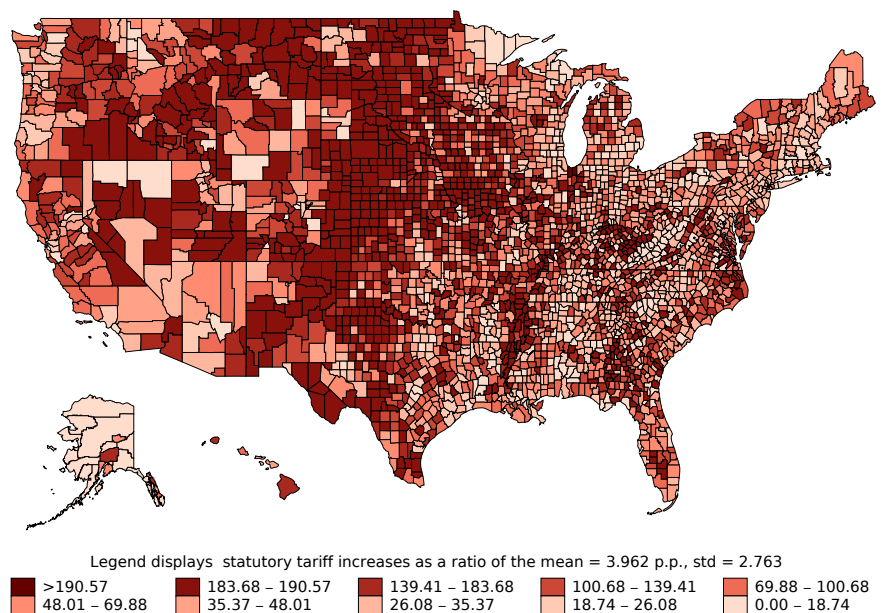 Legend displays  statutory tariff increases as a ratio of the mean = 3.962 p.p., std = 2.763
>190.57 183.68 – 190.57 139.41 – 183.68 100.68 – 139.41 69.88 – 100.68
48.01 – 69.88 35.37 – 48.01 26.08 – 35.37 18.74 – 26.08 0.00 – 18.74